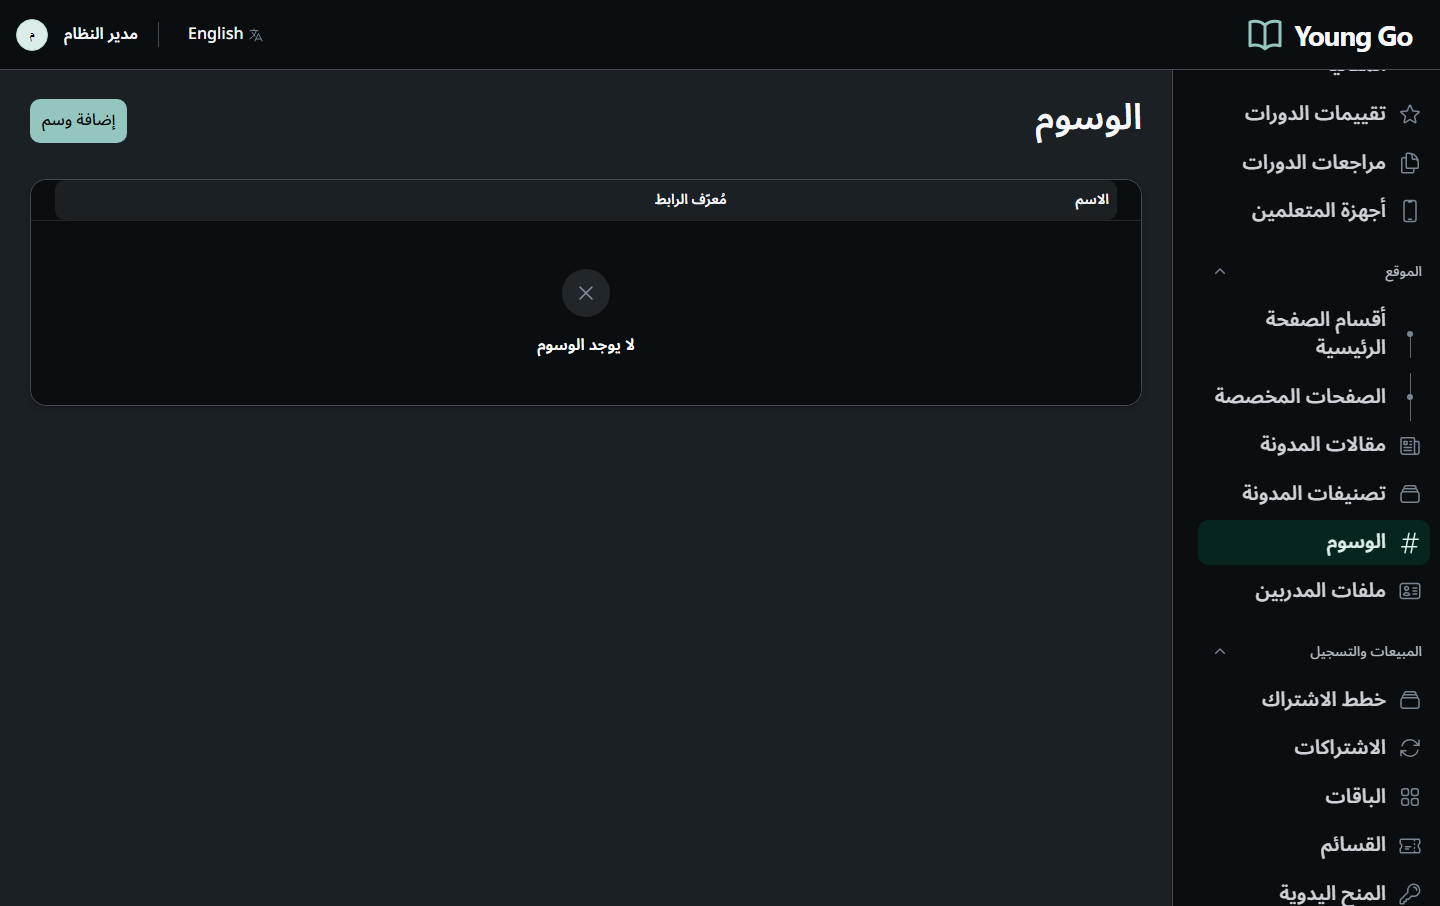 Young Go
English
مدير النظام
م
تقييمات الدورات
مراجعات الدورات
أجهزة المتعلمين
الموقع
أقسام الصفحة
الرئيسية
الصفحات المخصصة
مقالات المدونة
تصنيفات المدونة
الوسوم
ملفات المدربين
المبيعات والتسجيل
خطط الاشتراك
الاشتراكات
الباقات
القسائم
المنح اليدوية
الوسوم
إضافة وسم
الاسم
مُعرّف الرابط
لا يوجد الوسوم